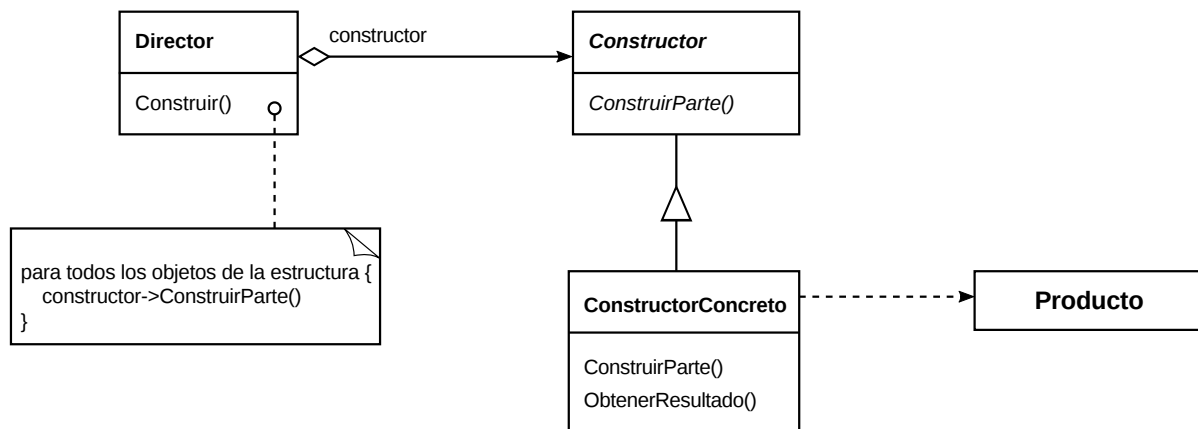 Director
Construir()
constructor
Constructor
ConstruirParte()
para todos los objetos de la estructura {
constructor->ConstruirParte()
}
ConstructorConcreto
ConstruirParte()
ObtenerResultado()
Producto